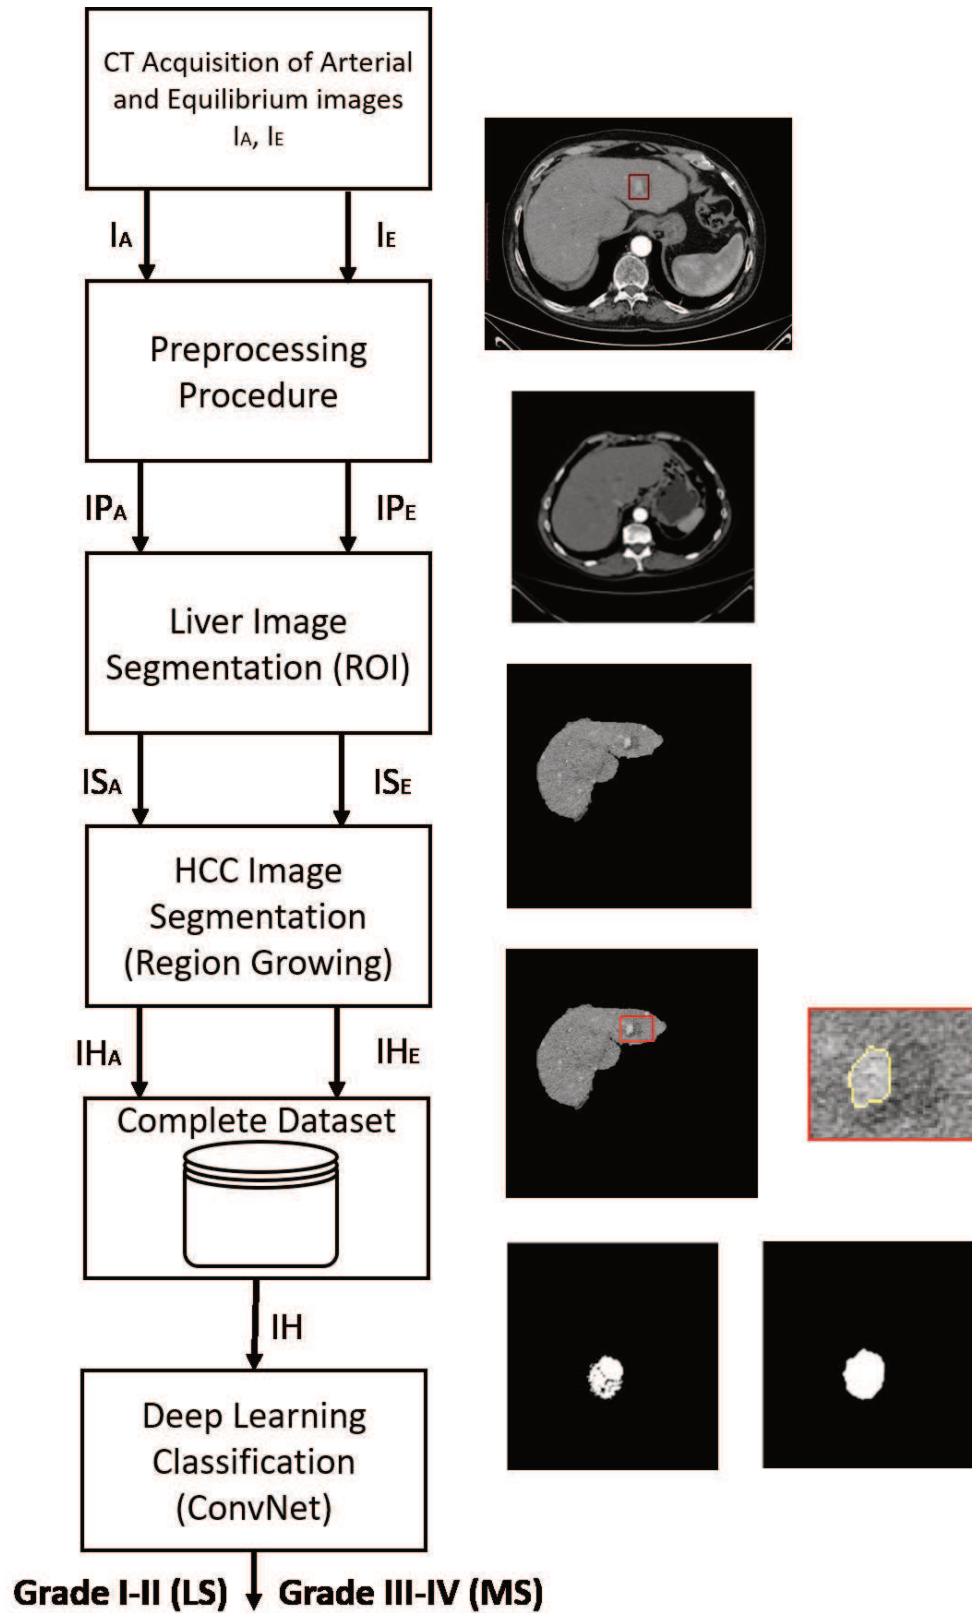 CT Acquisition of Arterial
and Equilibrium images
IA, IE
IA
IE
Preprocessing
Procedure
IPA
IPE
Liver Image
Segmentation (ROI)
ISA
ISE
HCC Image
Segmentation
(Region Growing)
IHA
IHE
Complete Dataset
IH
Deep Learning
Classification
(ConvNet)
Grade I-II (LS)
Grade III-IV (MS)